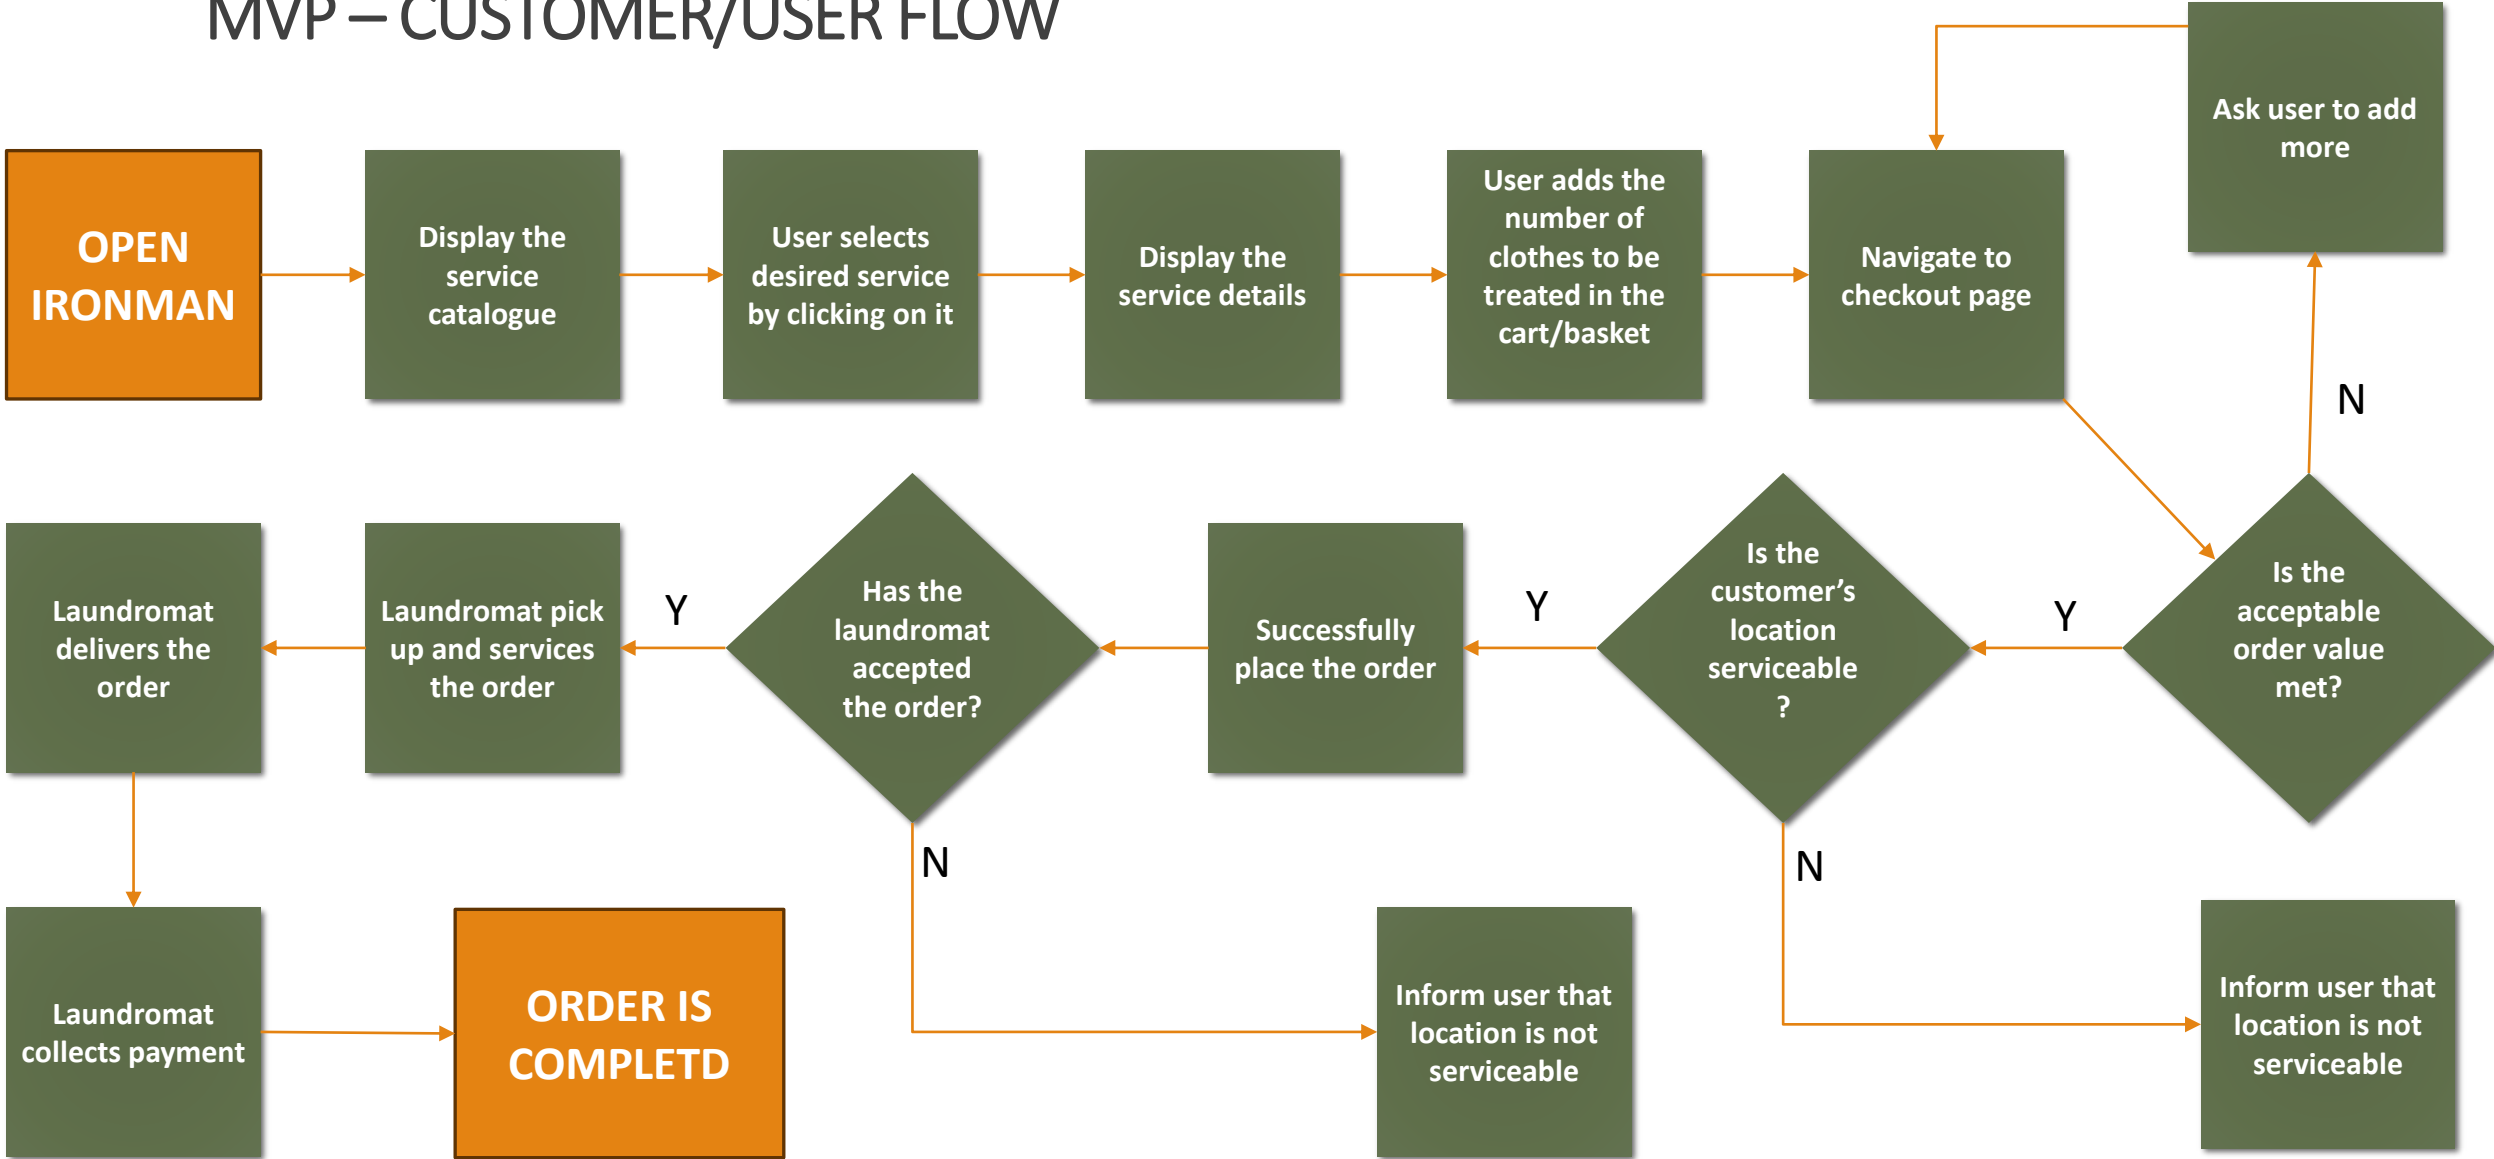 MVP – CUSTOMER/USER FLOW
Ask user to add
more
OPEN
IRONMAN
Display the
service
catalogue
User selects
desired service
by clicking on it
Display the
service details
User adds the
number of
clothes to be
treated in the
cart/basket
Navigate to
checkout page
N
Laundromat
delivers the
order
Laundromat pick
up and services
the order
Y
Has the
laundromat
accepted
the order?
Successfully
place the order
Y
Is the
customer’s
location
serviceable
?
Y
Is the
acceptable
order value
met?
N
N
Laundromat
collects payment
ORDER IS
COMPLETD
Inform user that
location is not
serviceable
Inform user that
location is not
serviceable